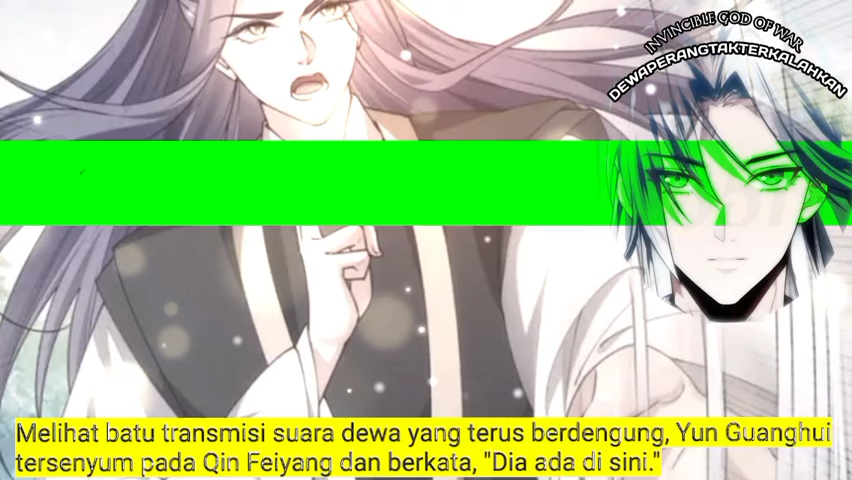 INVINCIBLE GOD OF WAR
DEWAPERANGTAKTERKALAHKAN
Melihat batu transmisi suara dewa yang terus berdengung, Yun Guanghui
tersenyum pada Qin Feiyang dan berkata, "Dia ada di sini."